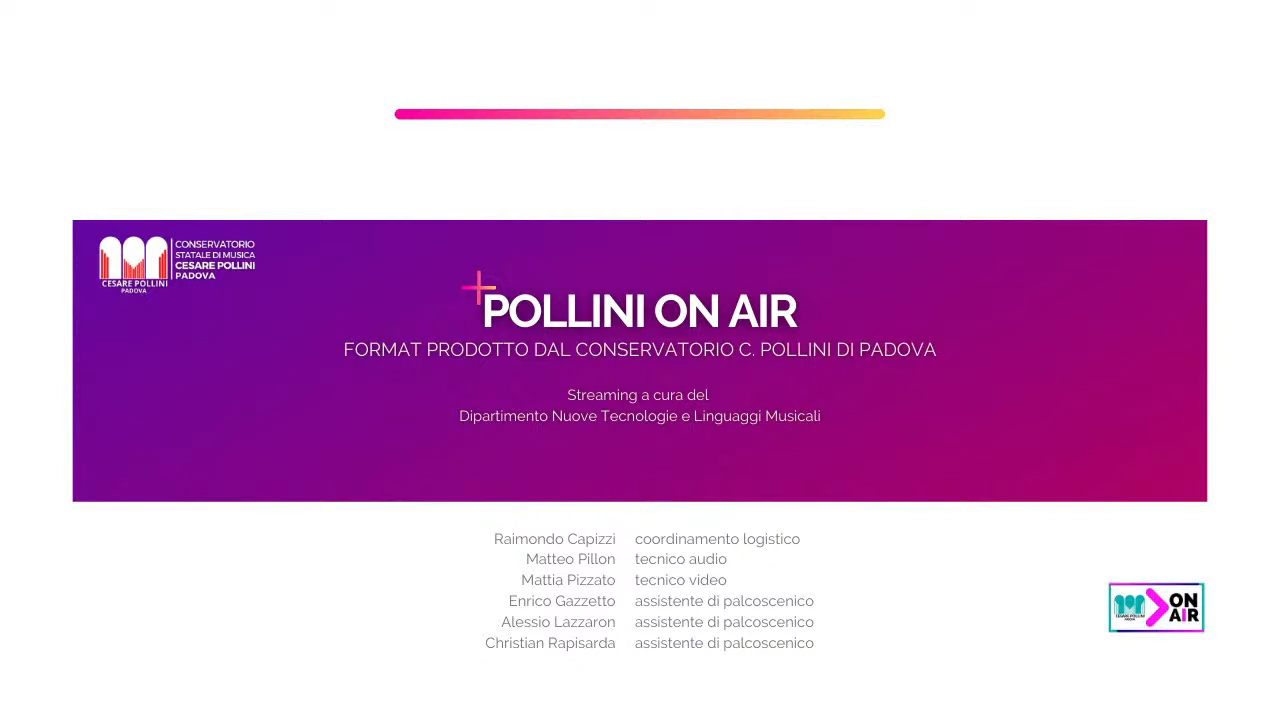 CONSERVATORIO
STATALE DI MUSICA
CESARE POLLINI
PADOVA
CESARE POLLINI
PADOVA
POLLINI ON AIR
FORMAT PRODOTTO DAL CONSERVATORIO C. POLLINI DI PADOVA
Streaming a cura del
Dipartimento Nuove Tecnologie e Linguaggi Musicali
Raimondo Capizzi coordinamento logistico
Matteo Pillon tecnico audio
Mattia Pizzato tecnico video
Enrico Gazzetto assistente di palcoscenico
Alessio Lazzaron assistente di palcoscenico
Christian Rapisarda assistente di palcoscenico
CESARE POLLINI
PADOVA
ON
AIR